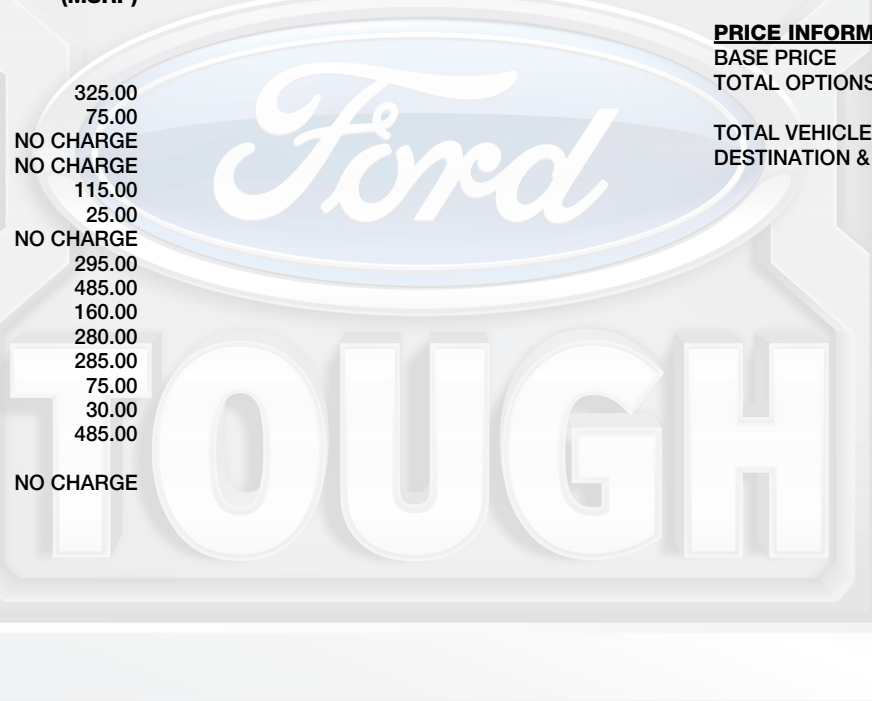 (MSRP)
325.00
75.00
NO CHARGE
NO CHARGE
115.00
25.00
NO CHARGE
295.00
485.00
160.00
280.00
285.00
75.00
30.00
485.00
NO CHARGE
PRICE INFORM
BASE PRICE
TOTAL OPTIONS
TOTAL VEHICLE
DESTINATION &
Ford
TOUGH